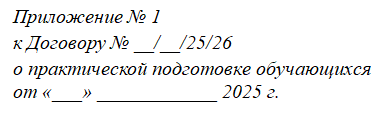 Приложение № 1
к Договору № __/__/25/26
о практической подготовке обучающихся
от «___» ____________ 2025 г.